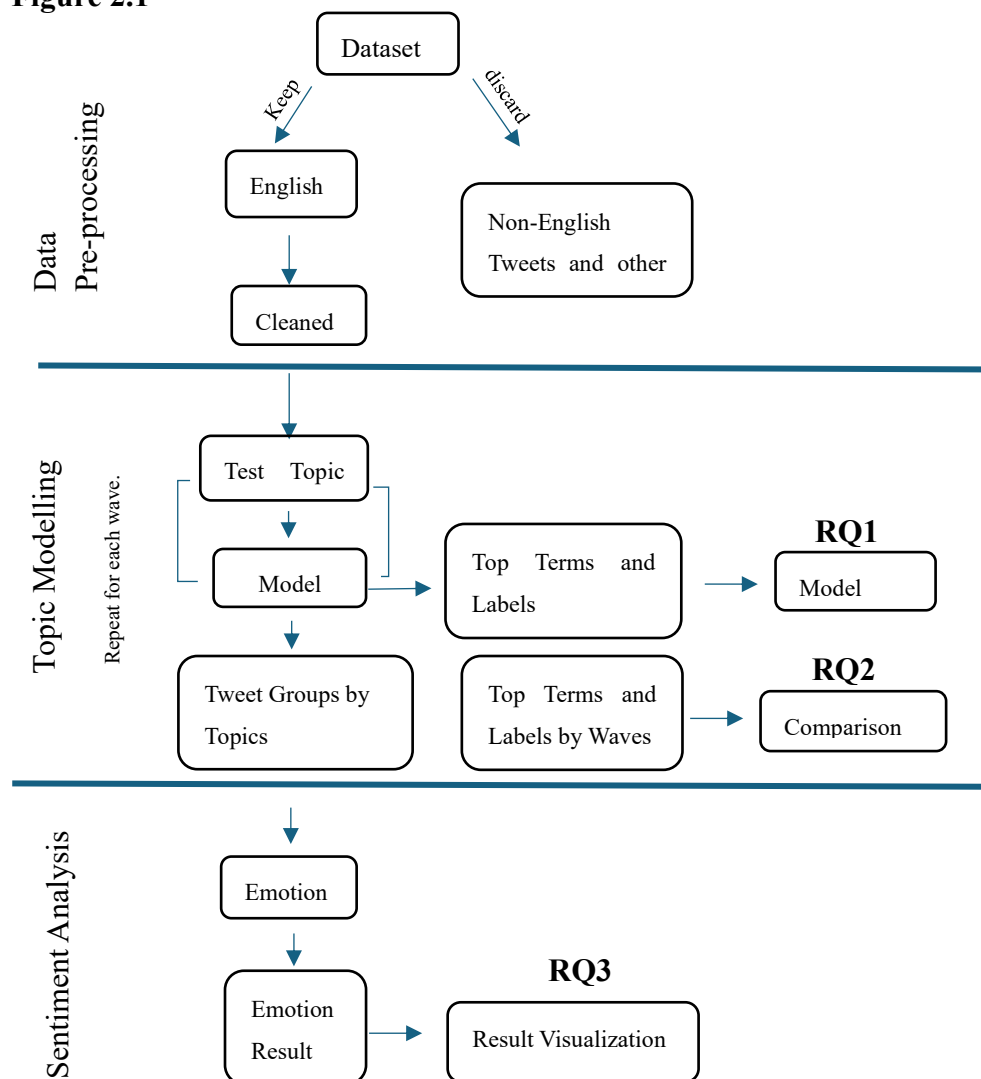 Figure 2.1
Dataset
Keep
discard
Data
Pre-processing
English
Non-English
Tweets and other
Cleaned
Topic Modelling
Repeat for each wave.
Test Topic
Model
Top Terms and
Labels
RQ1
Model
Tweet Groups by
Topics
Top Terms and
Labels by Waves
RQ2
Comparison
Sentiment Analysis
Emotion
Emotion
Result
RQ3
Result Visualization